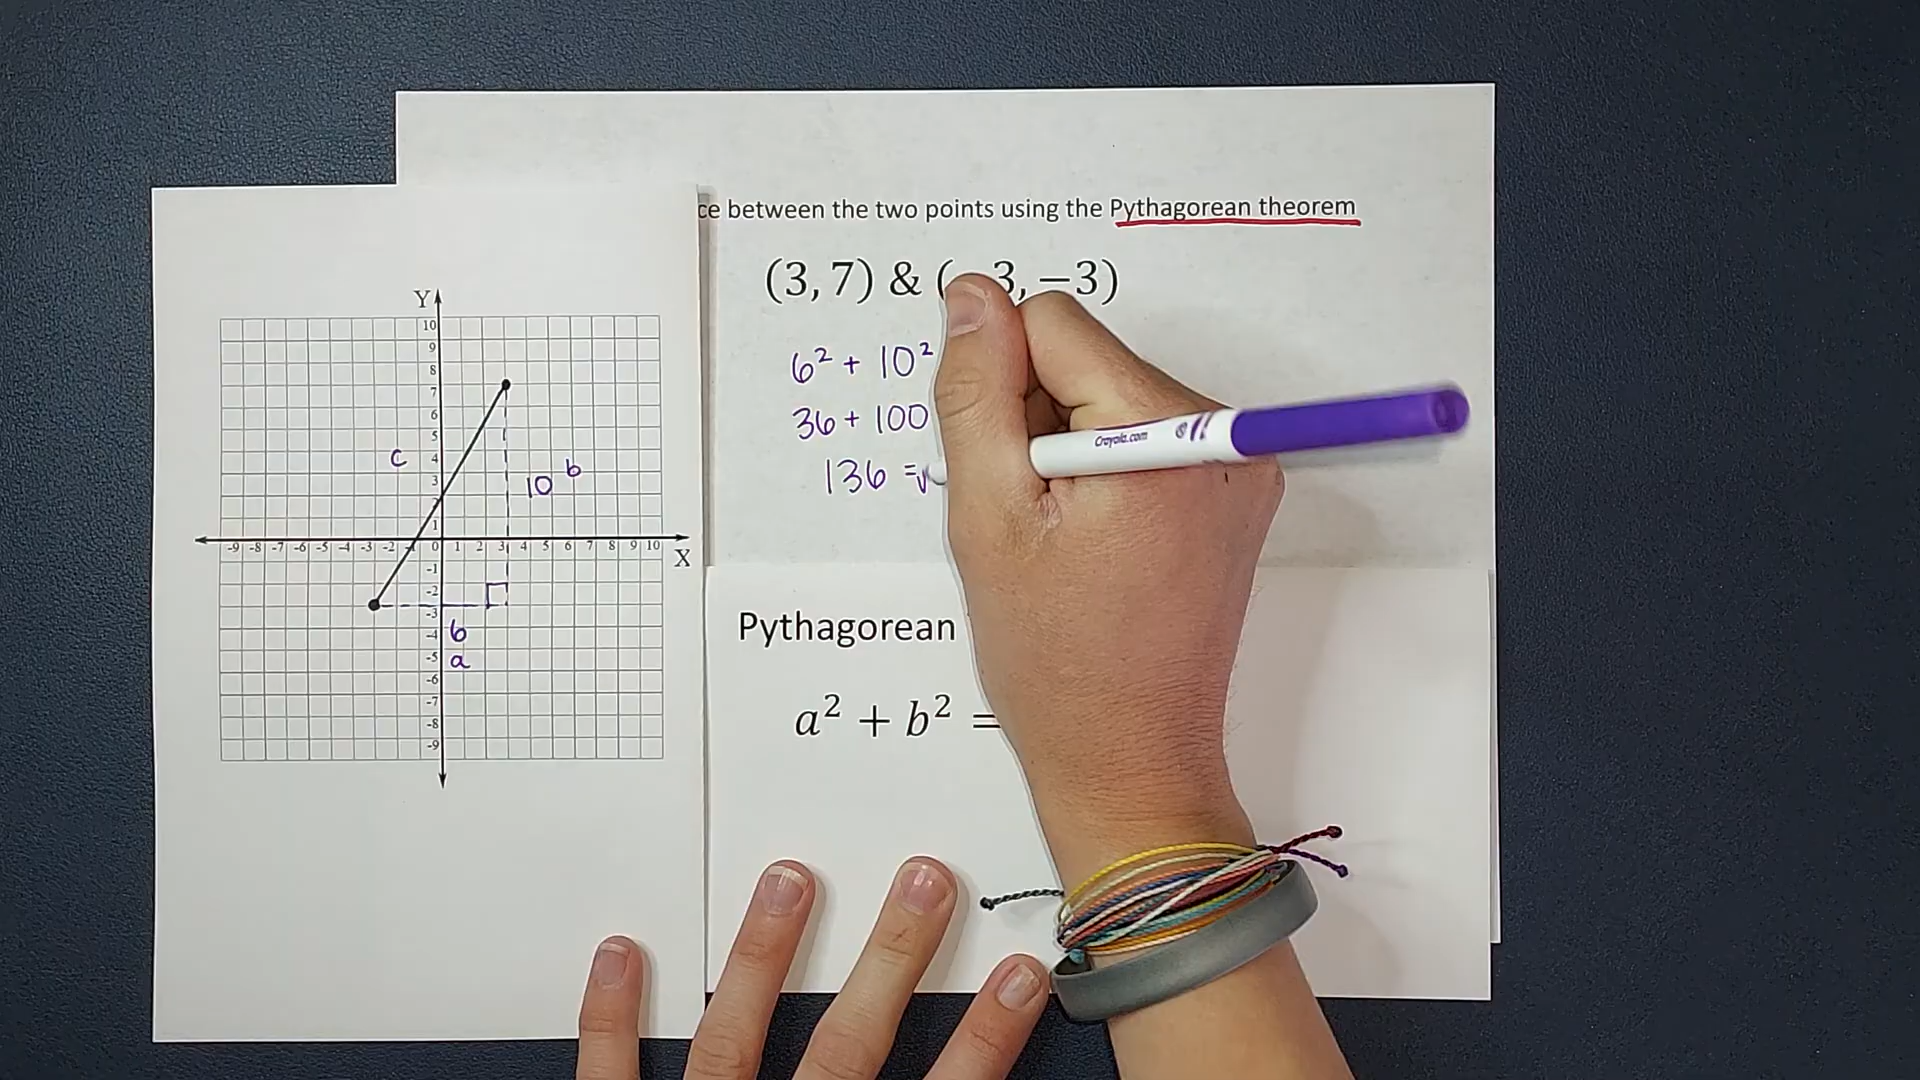 ce between the two points using the Pythagorean theorem
(3, 7) & (−3, −3)
6² + 10²
36 + 100
136 = √
Crayola.com
Pythagorean
a² + b² =
Y
10
9
8
7
6
5
4
3
2
1
-9 -8 -7 -6 -5 -4 -3 -2 -1 0 1 2 3 4 5 6 7 8 9 10
X
-1
-2
-3
-4
-5
-6
-7
-8
-9
c
10 b
6
a